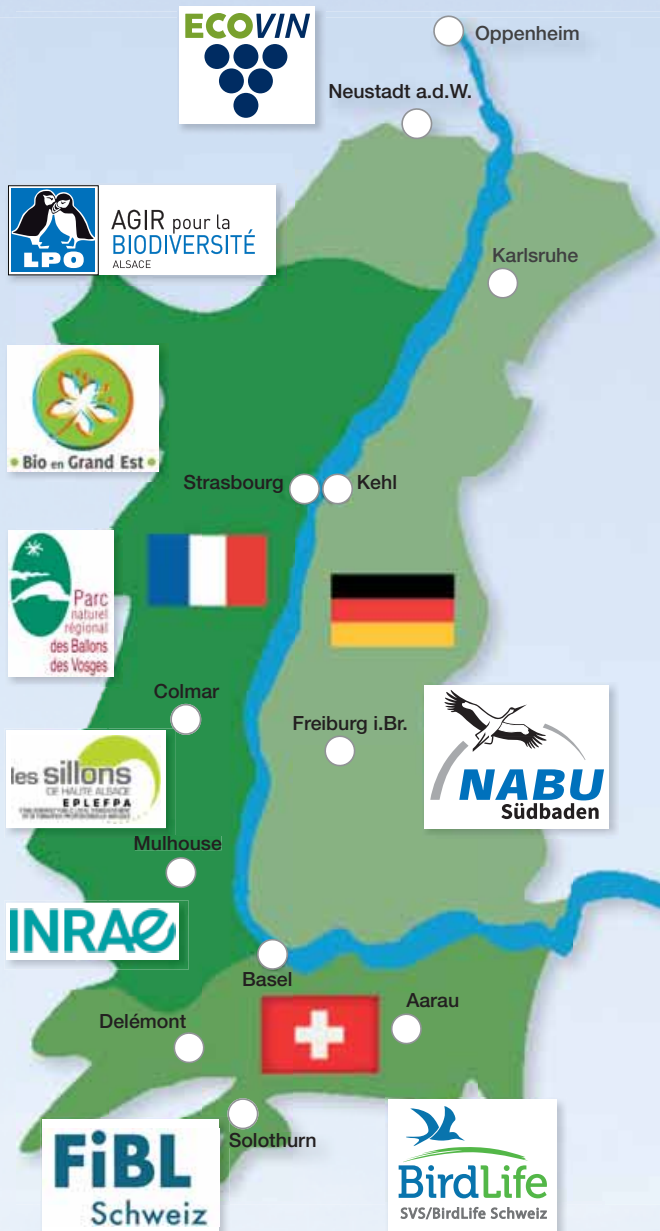 ECOVIN
Oppenheim
Neustadt a.d.W.
LPO
AGIR pour la
BIODIVERSITÉ
ALSACE
Karlsruhe
• Bio en Grand Est •
Strasbourg
Kehl
Parc
naturel
régional
des Ballons
des Vosges
Colmar
Freiburg i.Br.
NABU
Südbaden
les sillons
DE HAUTE ALSACE
EPLEFPA
Mulhouse
INRAE
Basel
Aarau
Delémont
Solothurn
FiBL
Schweiz
BirdLife
SVS/BirdLife Schweiz